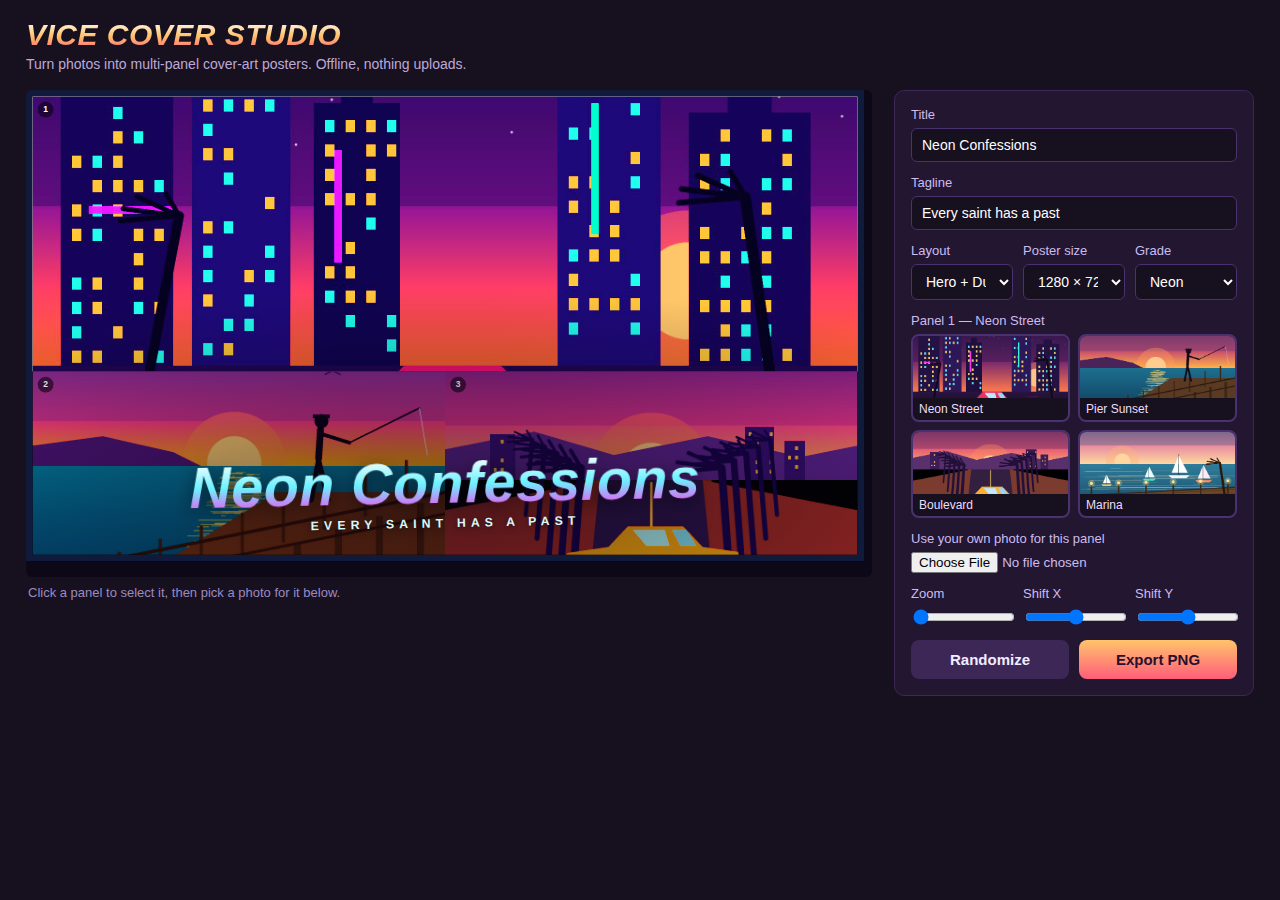 VICE COVER STUDIO
Turn photos into multi-panel cover-art posters. Offline, nothing uploads.
1
2
3
Neon Confessions
EVERY SAINT HAS A PAST
Click a panel to select it, then pick a photo for it below.
Title
Neon Confessions
Tagline
Every saint has a past
Layout Poster size Grade
Hero + Du 1280 × 72 Neon
Panel 1 — Neon Street
Neon Street Pier Sunset
Boulevard Marina
Use your own photo for this panel
Choose File No file chosen
Zoom Shift X Shift Y
Randomize Export PNG